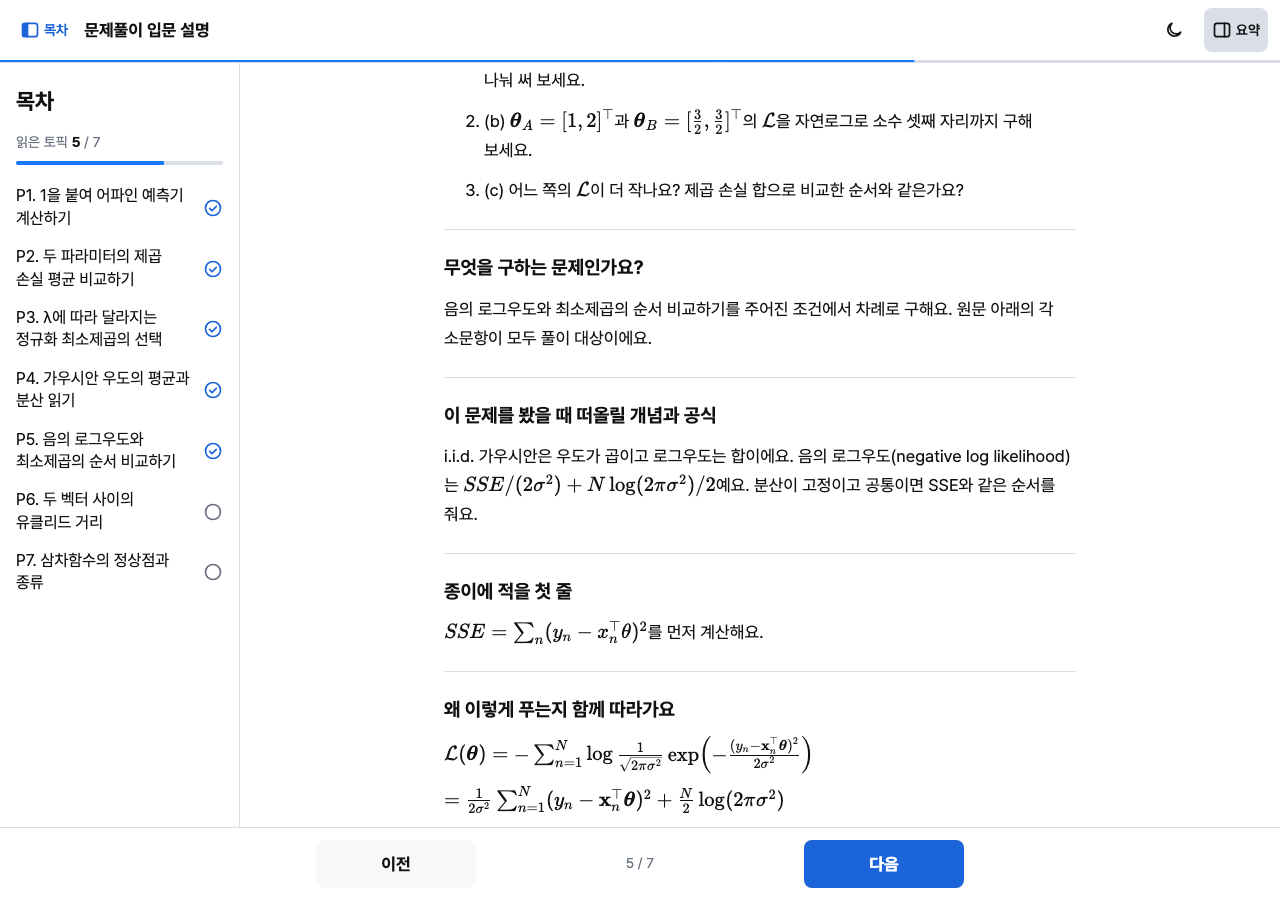 목차
문제풀이 입문 설명
요약
목차
읽은 토픽 5 / 7
P1. 1을 붙여 어파인 예측기
계산하기
P2. 두 파라미터의 제곱
손실 평균 비교하기
P3. λ에 따라 달라지는
정규화 최소제곱의 선택
P4. 가우시안 우도의 평균과
분산 읽기
P5. 음의 로그우도와
최소제곱의 순서 비교하기
P6. 두 벡터 사이의
유클리드 거리
P7. 삼차함수의 정상점과
종류
나눠 써 보세요.
2. (b) θ_A = [1, 2]^⊤과 θ_B = [3/2, 3/2]^⊤의 ℒ을 자연로그로 소수 셋째 자리까지 구해
보세요.
3. (c) 어느 쪽의 ℒ이 더 작나요? 제곱 손실 합으로 비교한 순서와 같은가요?
무엇을 구하는 문제인가요?
음의 로그우도와 최소제곱의 순서 비교하기를 주어진 조건에서 차례로 구해요. 원문 아래의 각
소문항이 모두 풀이 대상이에요.
이 문제를 봤을 때 떠올릴 개념과 공식
i.i.d. 가우시안은 우도가 곱이고 로그우도는 합이에요. 음의 로그우도(negative log likelihood)
는 SSE/(2σ²) + N log(2πσ²)/2예요. 분산이 고정이고 공통이면 SSE와 같은 순서를
줘요.
종이에 적을 첫 줄
SSE = ∑_n(y_n − x_n^⊤θ)²를 먼저 계산해요.
왜 이렇게 푸는지 함께 따라가요
ℒ(θ) = −∑_{n=1}^N log 1/√(2πσ²) exp(−(y_n−x_n^⊤θ)²/2σ²)
= 1/2σ² ∑_{n=1}^N(y_n − x_n^⊤θ)² + N/2 log(2πσ²)
이전
5 / 7
다음